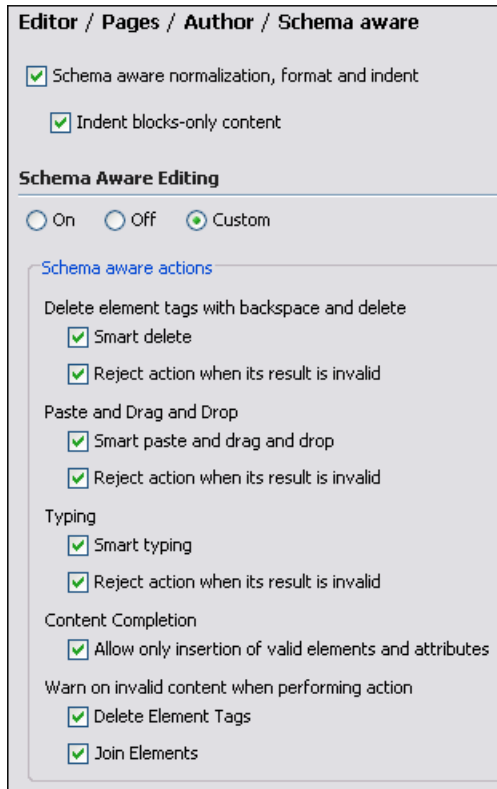 Editor / Pages / Author / Schema aware
Schema aware normalization, format and indent
Indent blocks-only content
Schema Aware Editing
On Off Custom
Schema aware actions
Delete element tags with backspace and delete
Smart delete
Reject action when its result is invalid
Paste and Drag and Drop
Smart paste and drag and drop
Reject action when its result is invalid
Typing
Smart typing
Reject action when its result is invalid
Content Completion
Allow only insertion of valid elements and attributes
Warn on invalid content when performing action
Delete Element Tags
Join Elements